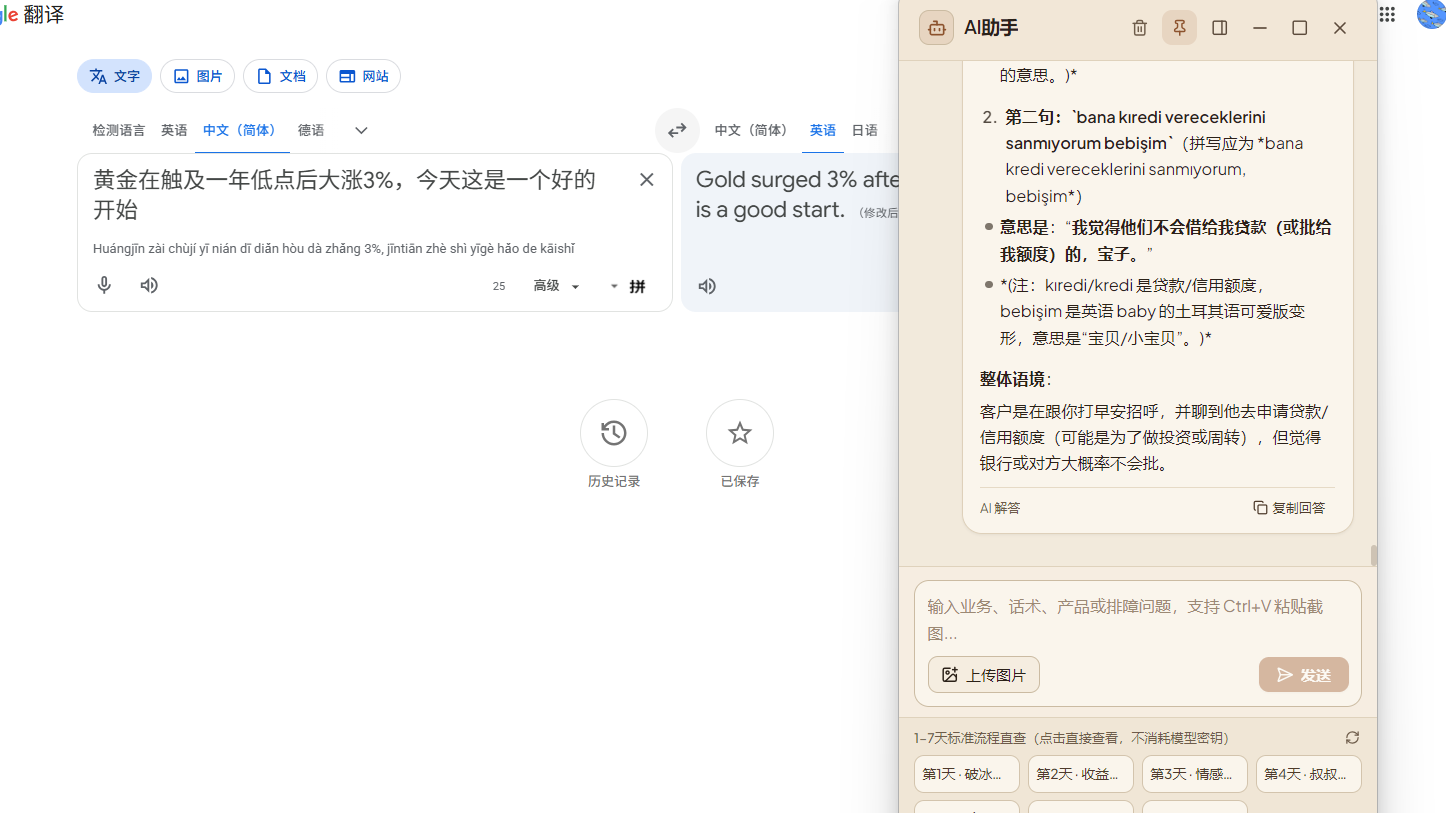 gle 翻译
文字
图片
文档
网站
检测语言
英语
中文（简体）
德语
中文（简体）
英语
日语
黄金在触及一年低点后大涨3%，今天这是一个好的
开始
Huángjīn zài chùjí yī nián dī diǎn hòu dà zhǎng 3%, jīntiān zhè shì yīgè hǎo de kāishǐ
25
高级
拼
Gold surged 3% afte
is a good start.（修改后
历史记录
已保存
AI助手
的意思。)*
2. 第二句：`bana kıredi vereceklerini
sanmıyorum bebişim`（拼写应为 *bana
kredi vereceklerini sanmıyorum,
bebişim*)
意思是：“我觉得他们不会借给我贷款（或批给
我额度）的，宝子。”
*(注：kıredi/kredi 是贷款/信用额度，
bebişim 是英语 baby 的土耳其语可爱版变
形，意思是“宝贝/小宝贝”。)*
整体语境：
客户是在跟你打早安招呼，并聊到他去申请贷款/
信用额度（可能是为了做投资或周转），但觉得
银行或对方大概率不会批。
AI 解答
复制回答
输入业务、话术、产品或排障问题，支持 Ctrl+V 粘贴截
图...
上传图片
发送
1-7天标准流程直查（点击直接查看，不消耗模型密钥）
第1天 · 破冰...
第2天 · 收益...
第3天 · 情感...
第4天 · 叔叔...